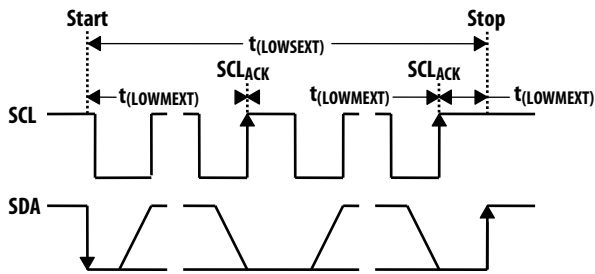 Start Stop
t(LOWSEXT)
SCLACK SCLACK
t(LOWMEXT) t(LOWMEXT) t(LOWMEXT)
SCL
SDA